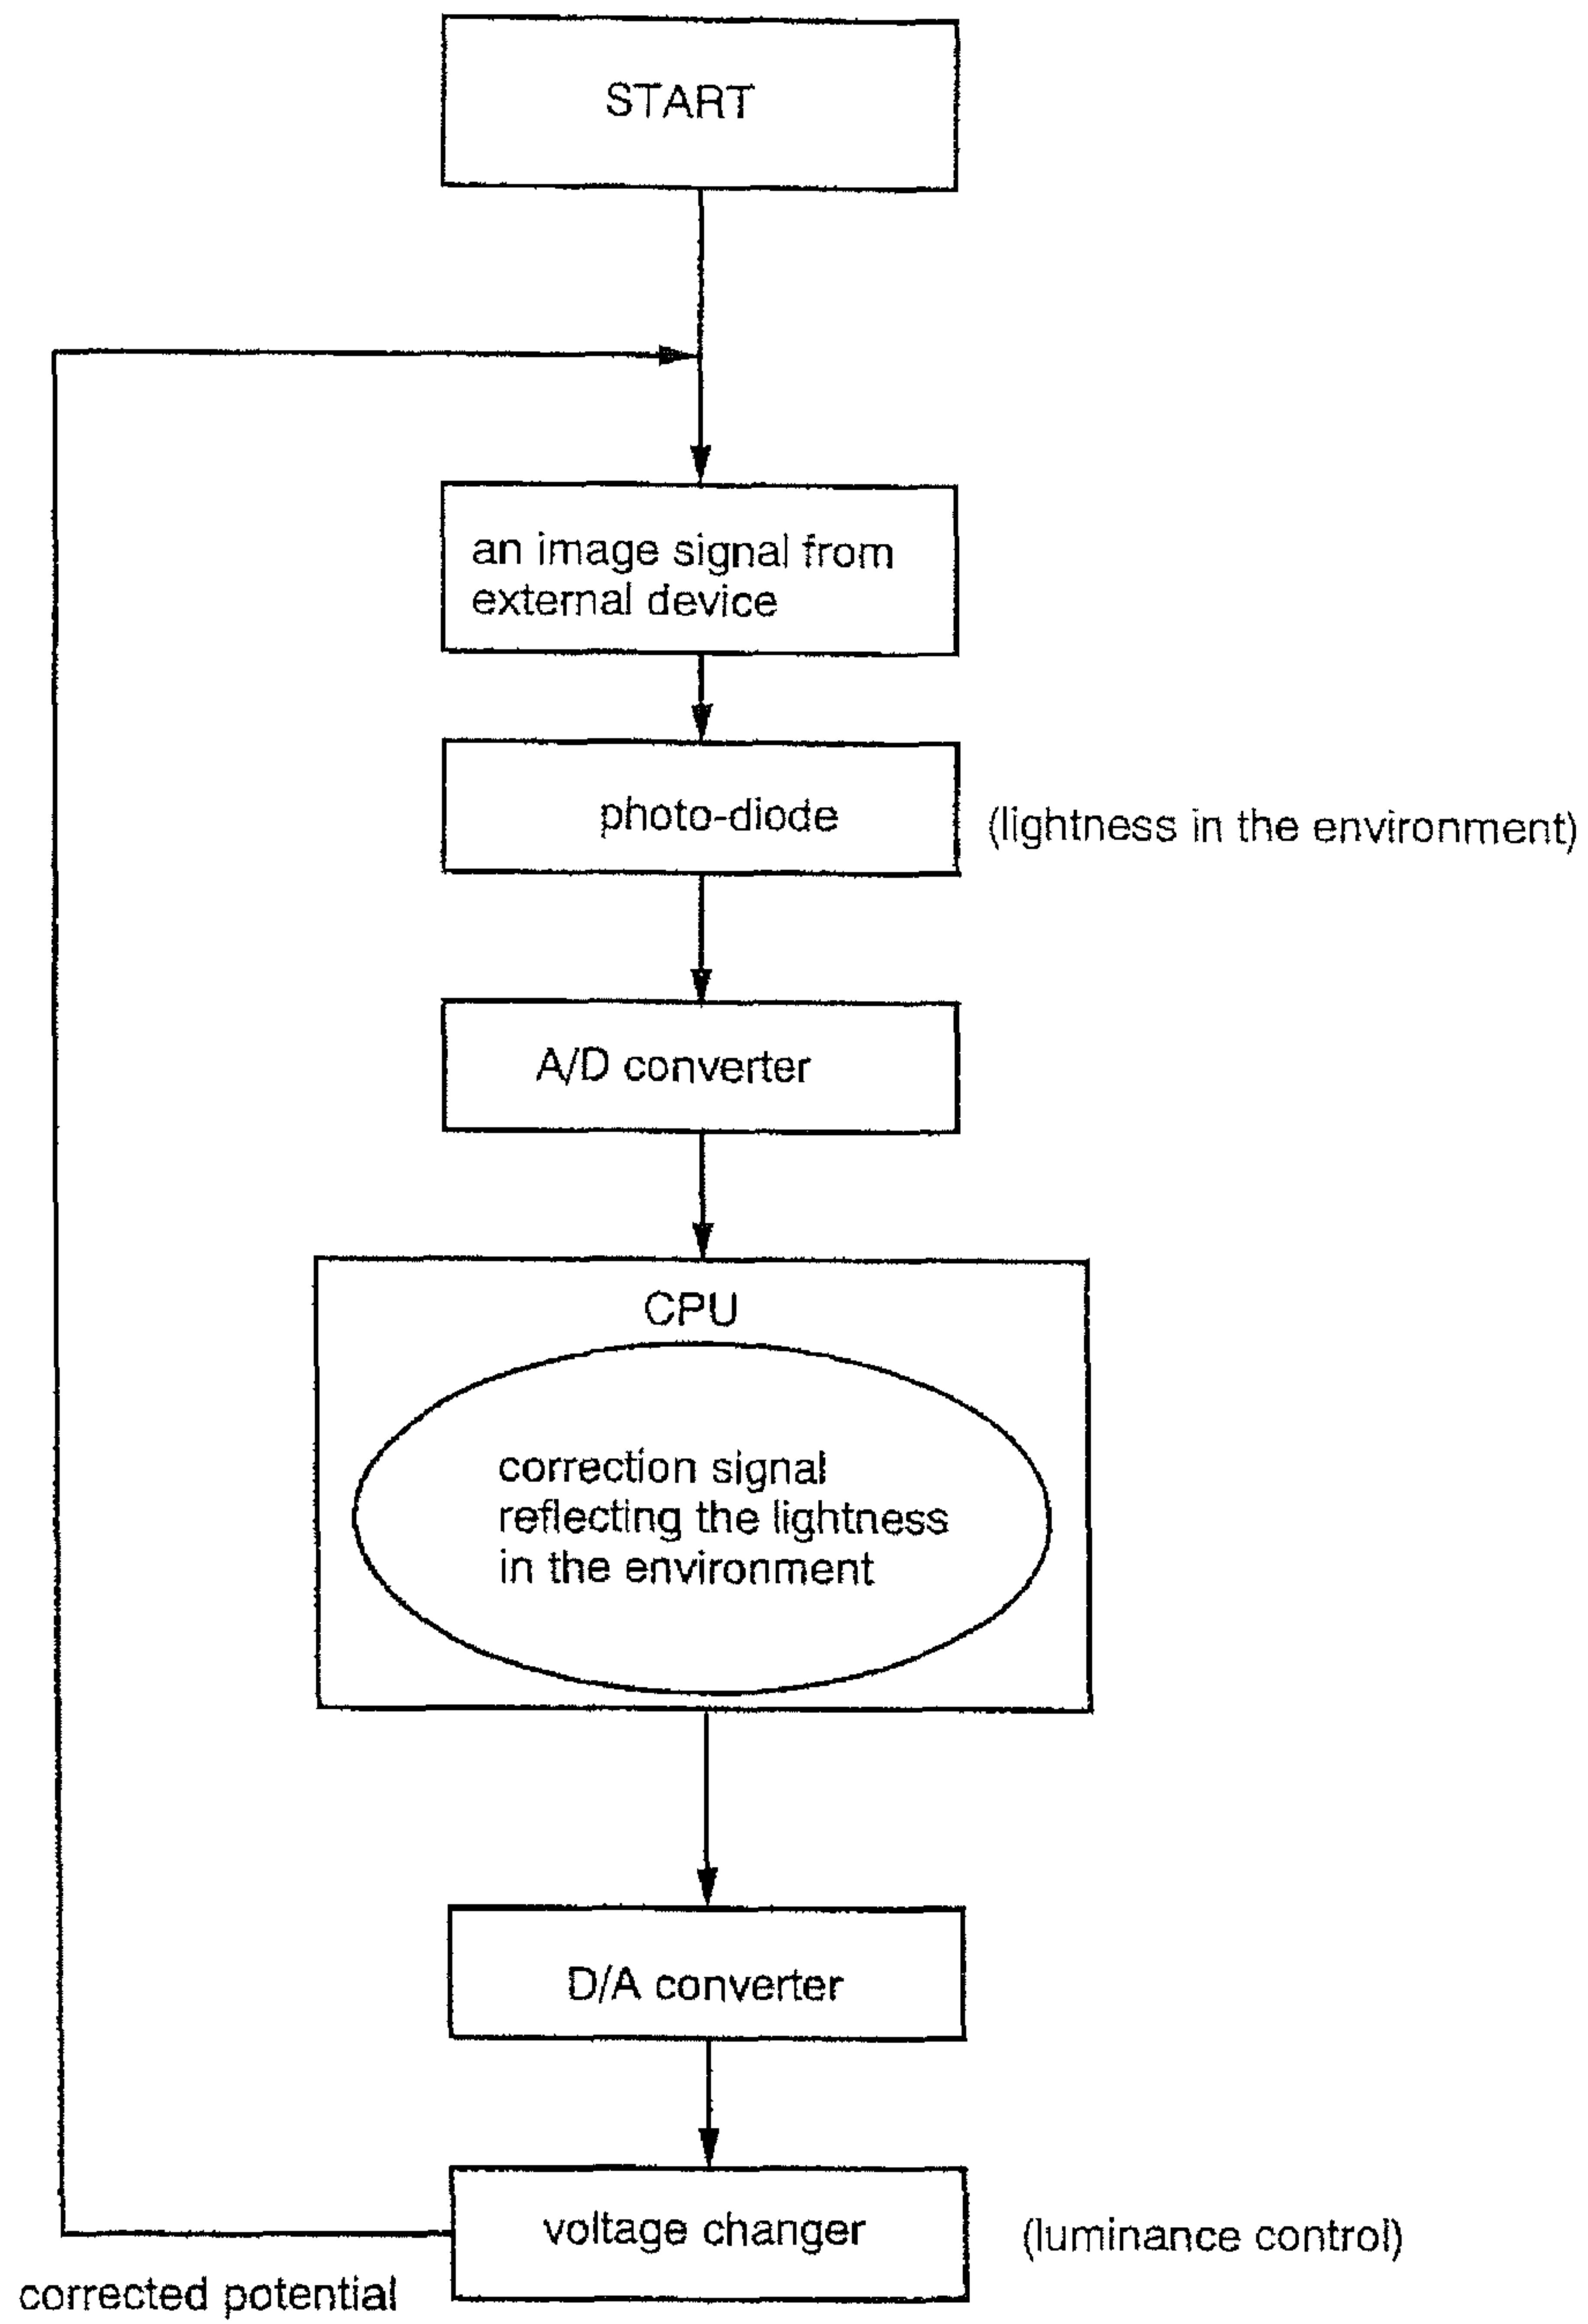 START
an image signal from
external device
photo-diode
(lightness in the environment)
A/D converter
CPU
correction signal
reflecting the lightness
in the environment
D/A converter
voltage changer
(luminance control)
corrected potential